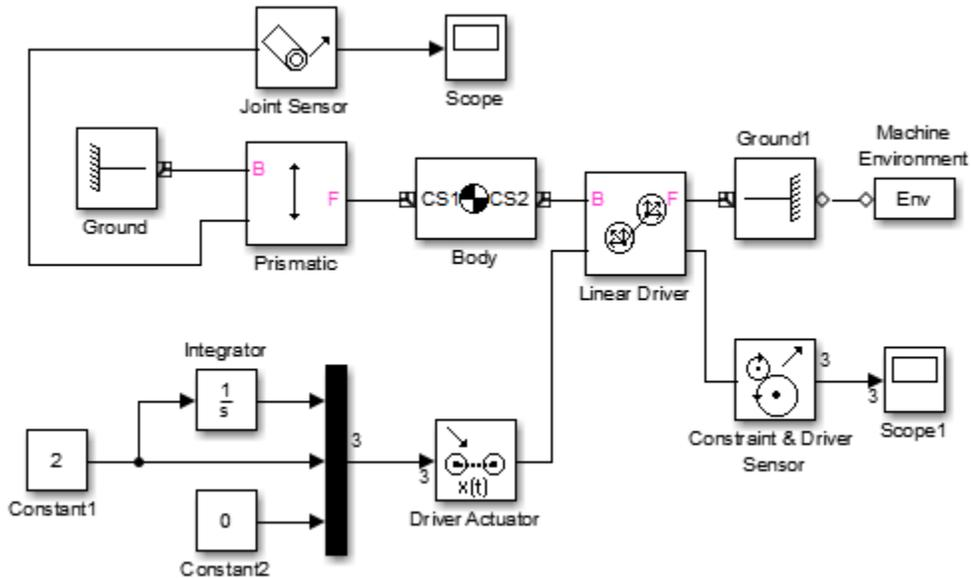 Joint Sensor
Scope
Ground
B
F
Prismatic
CS1 CS2
Body
B
F
Linear Driver
Ground1
Machine
Environment
Env
Integrator
1
s
2
Constant1
0
Constant2
3
3
x(t)
Driver Actuator
3
3
Constraint & Driver
Sensor
Scope1